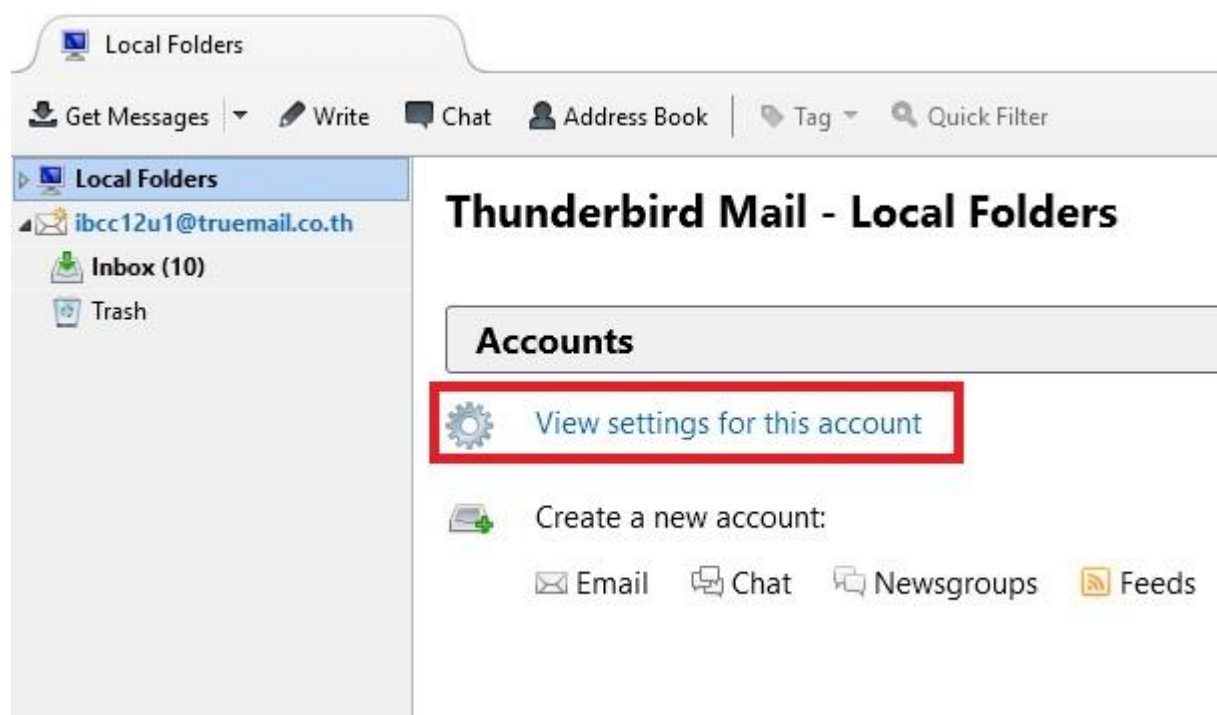 Local Folders
Get Messages Write Chat Address Book Tag Quick Filter
Local Folders
ibcc12u1@truemail.co.th
Inbox (10)
Trash
Thunderbird Mail - Local Folders
Accounts
View settings for this account
Create a new account:
Email Chat Newsgroups Feeds